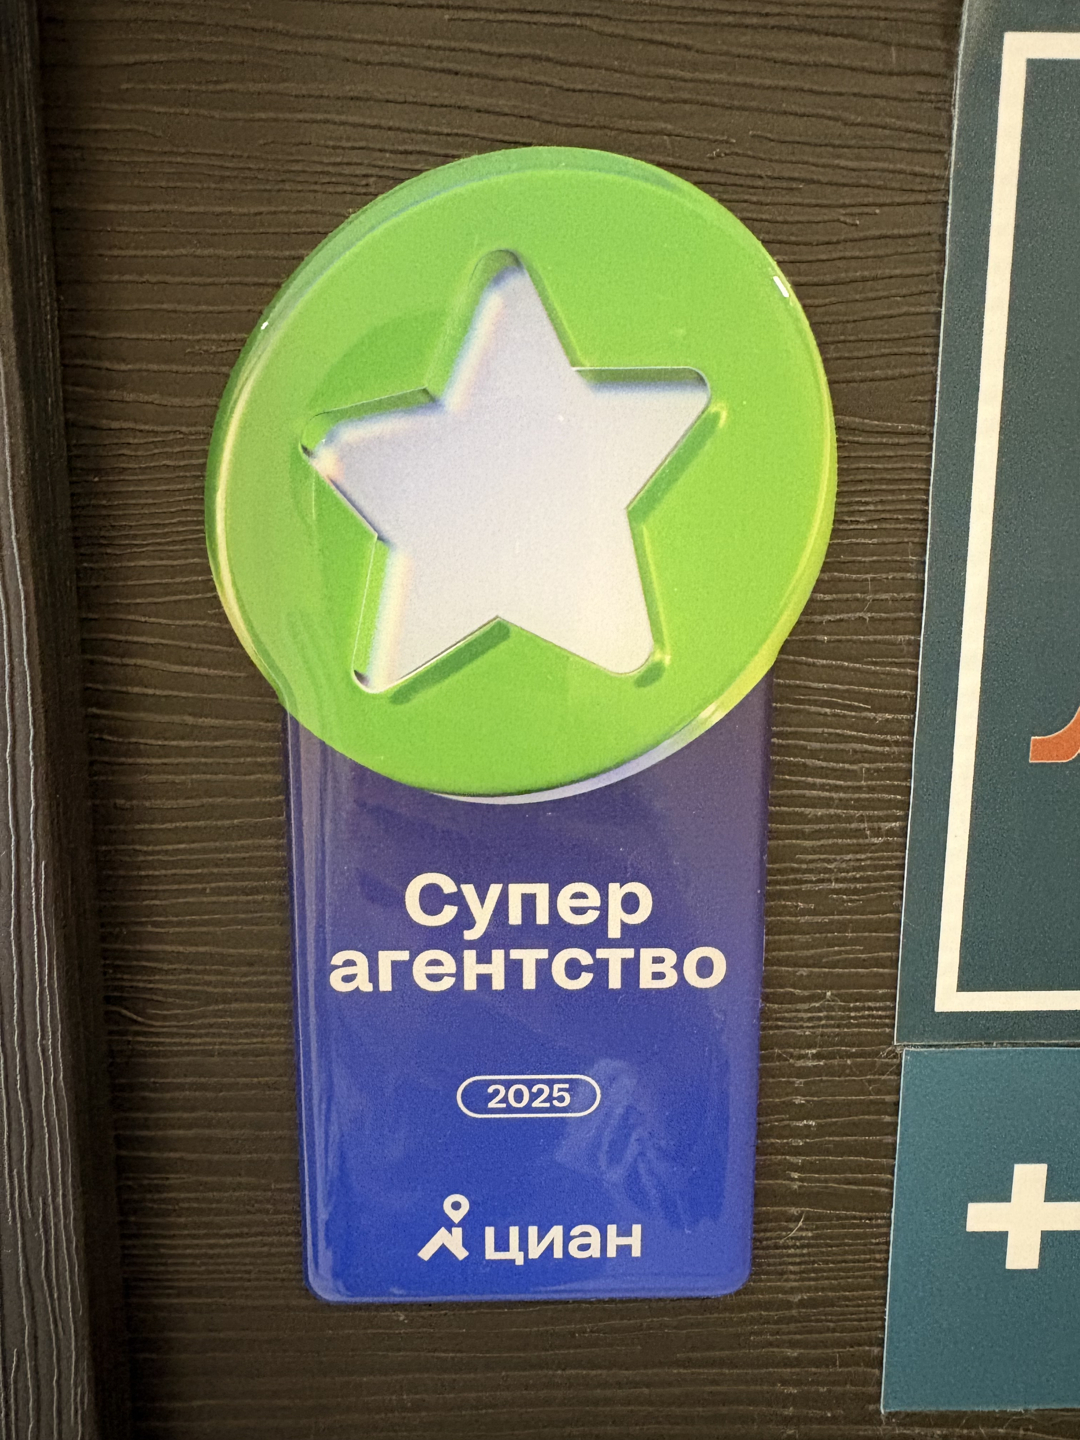 Супер
агентство
2025
циан
+